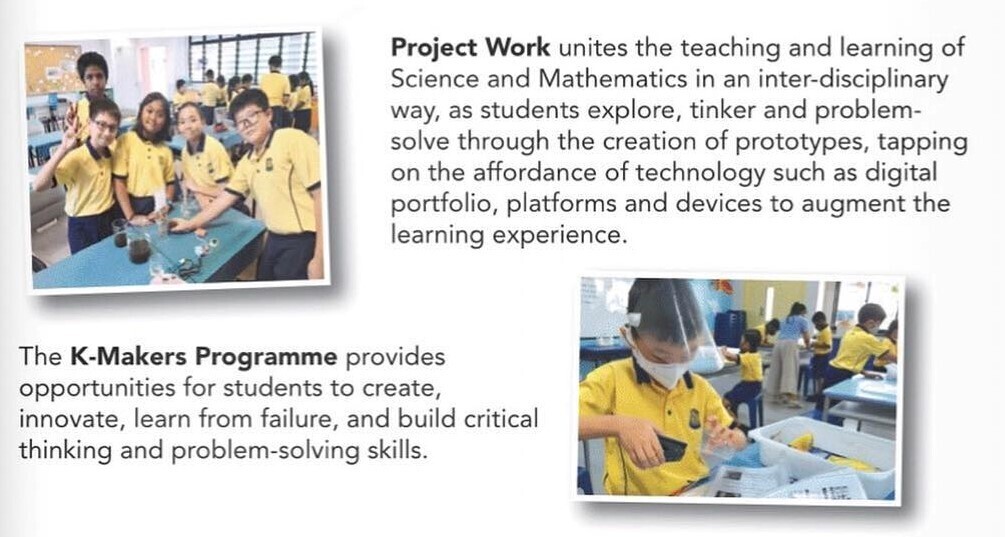 Project Work unites the teaching and learning of
Science and Mathematics in an inter-disciplinary
way, as students explore, tinker and problem-
solve through the creation of prototypes, tapping
on the affordance of technology such as digital
portfolio, platforms and devices to augment the
learning experience.
The K-Makers Programme provides
opportunities for students to create,
innovate, learn from failure, and build critical
thinking and problem-solving skills.